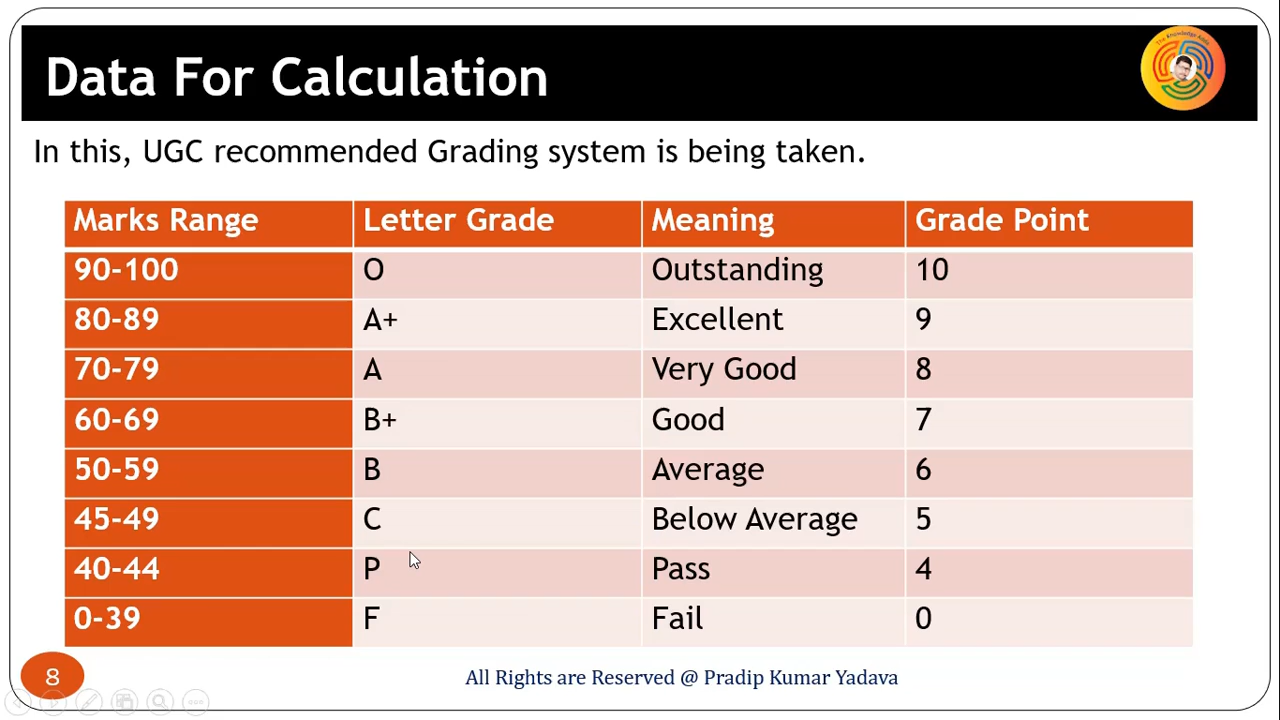 Data For Calculation
The Knowledge Adda
In this, UGC recommended Grading system is being taken.
Marks Range Letter Grade Meaning Grade Point
90-100 O Outstanding 10
80-89 A+ Excellent 9
70-79 A Very Good 8
60-69 B+ Good 7
50-59 B Average 6
45-49 C Below Average 5
40-44 P Pass 4
0-39 F Fail 0
8 All Rights are Reserved @ Pradip Kumar Yadava